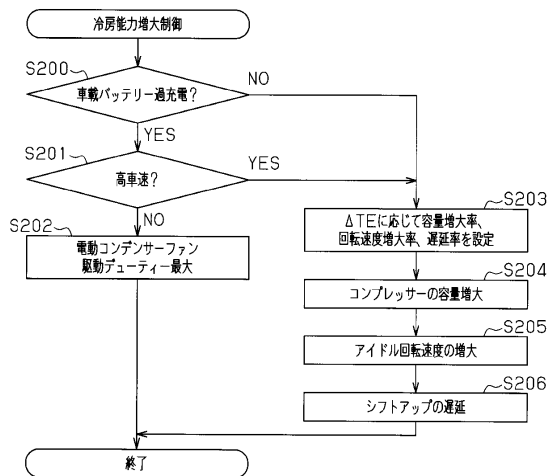 冷房能力増大制御
S200
車載バッテリー過充電?
NO
YES
S201
高車速?
YES
NO
S202
電動コンデンサーファン
駆動デューティー最大
S203
ΔTEに応じて容量増大率、
回転速度増大率、遅延率を設定
S204
コンプレッサーの容量増大
S205
アイドル回転速度の増大
S206
シフトアップの遅延
終了